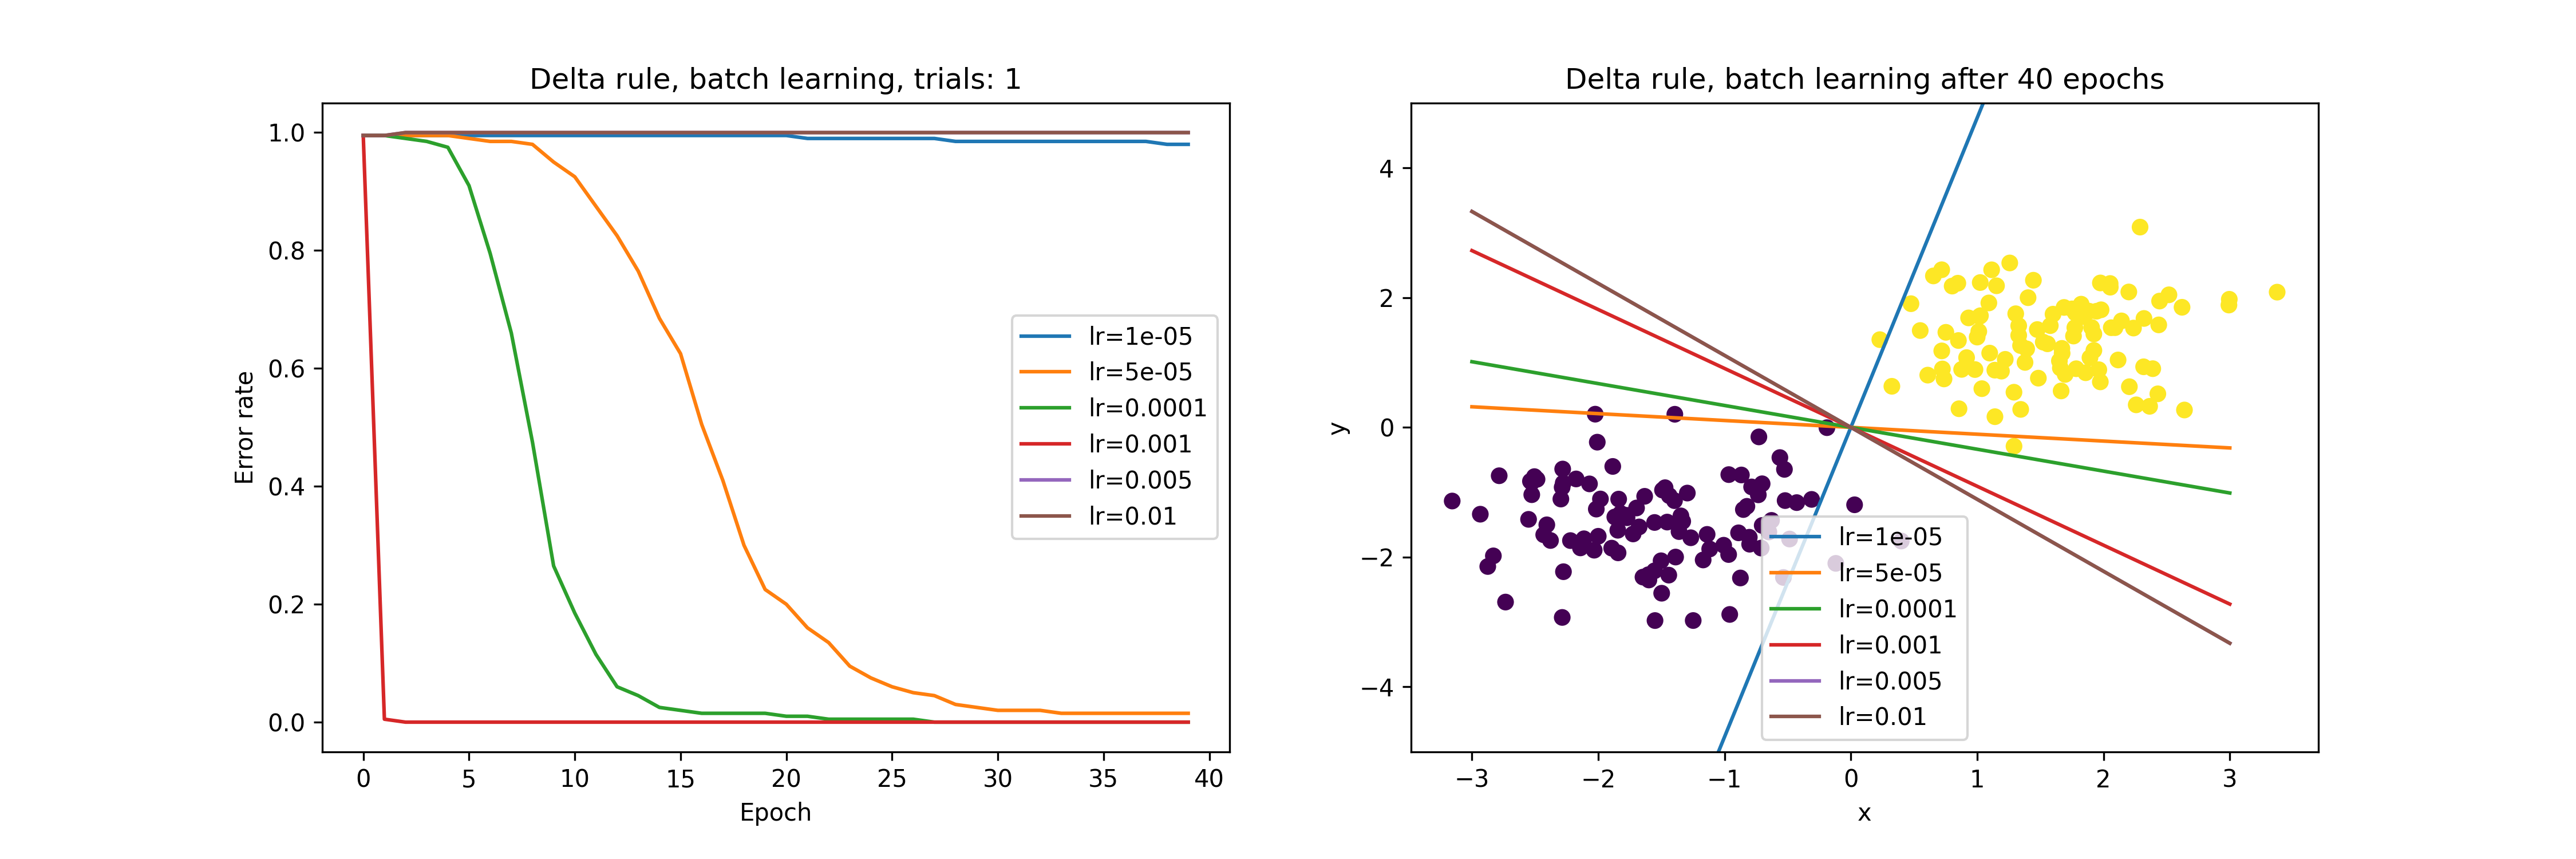 Delta rule, batch learning, trials: 1
1.0
0.8
0.6
0.4
0.2
0.0
Error rate
0 5 10 15 20 25 30 35 40
Epoch
lr=1e-05
lr=5e-05
lr=0.0001
lr=0.001
lr=0.005
lr=0.01
Delta rule, batch learning after 40 epochs
4
2
0
−2
−4
y
−3 −2 −1 0 1 2 3
x
lr=1e-05
lr=5e-05
lr=0.0001
lr=0.001
lr=0.005
lr=0.01